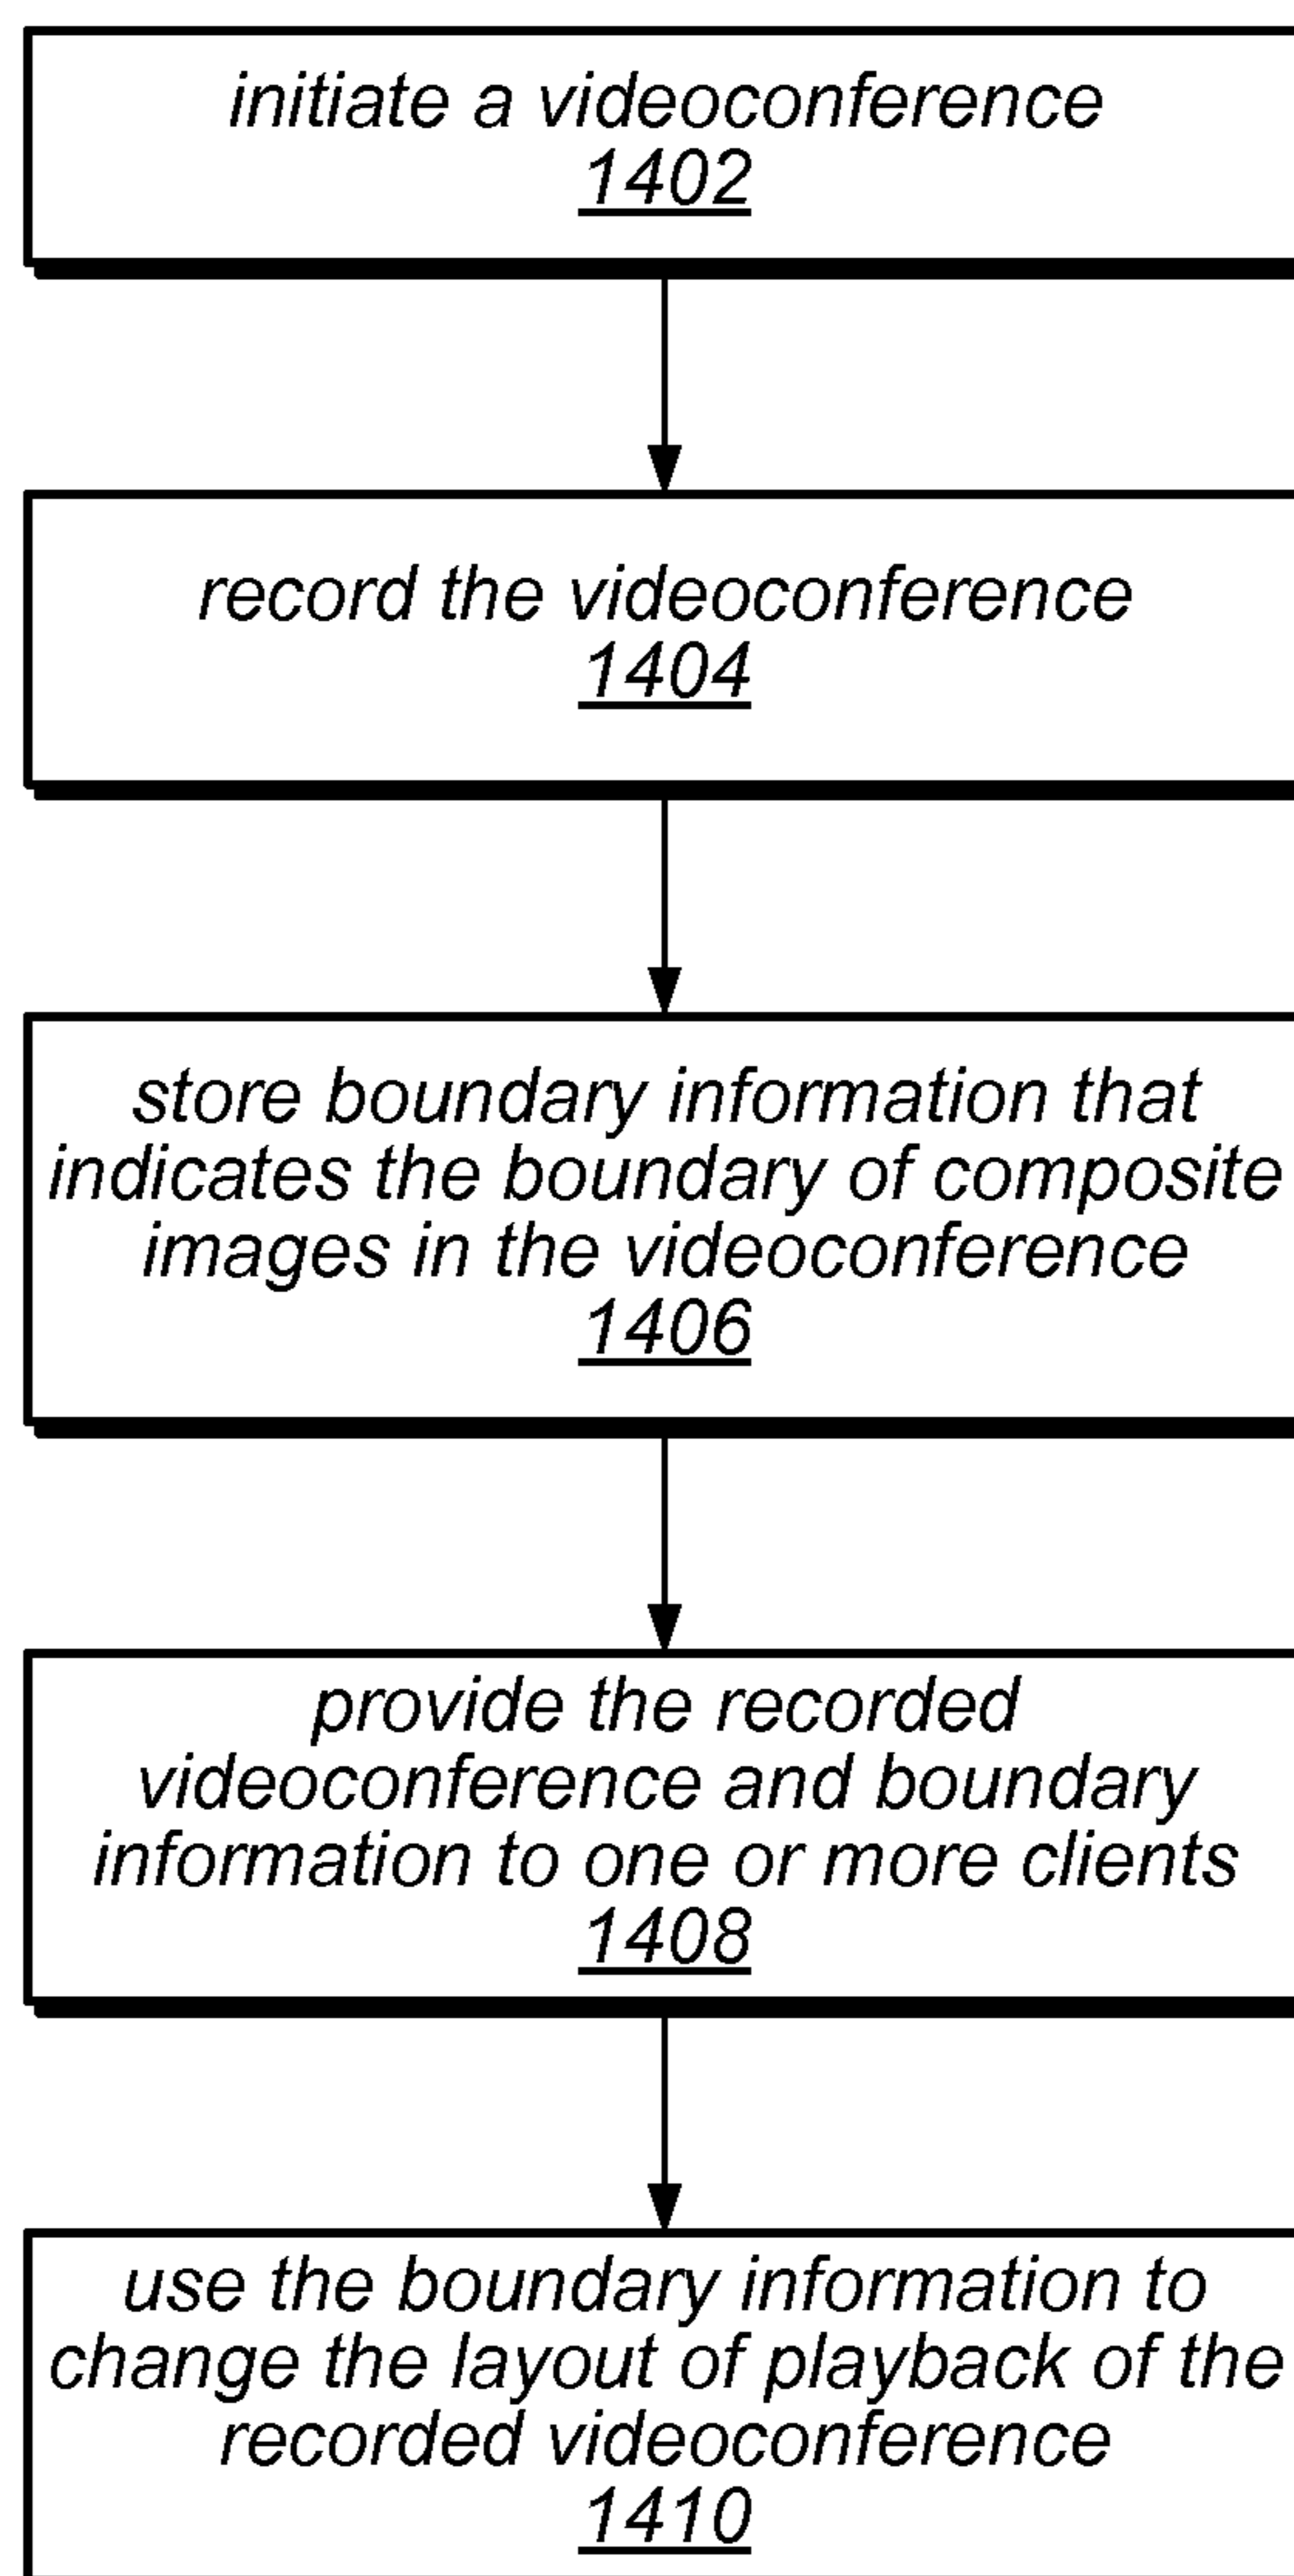 initiate a videoconference
1402
record the videoconference
1404
store boundary information that
indicates the boundary of composite
images in the videoconference
1406
provide the recorded
videoconference and boundary
information to one or more clients
1408
use the boundary information to
change the layout of playback of the
recorded videoconference
1410